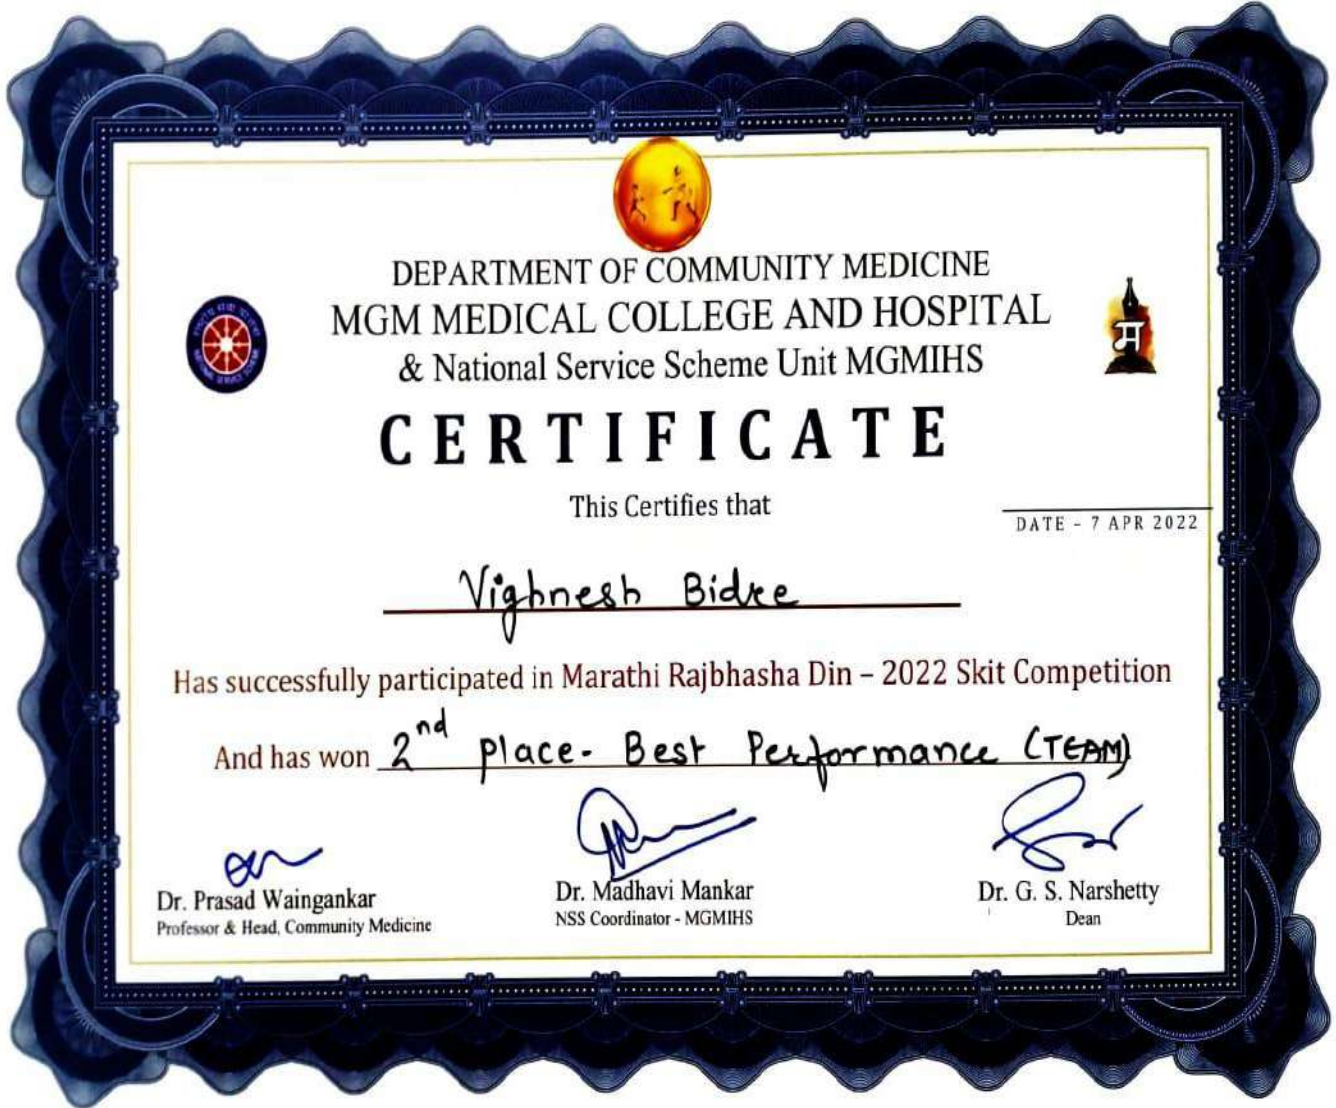 DEPARTMENT OF COMMUNITY MEDICINE
MGM MEDICAL COLLEGE AND HOSPITAL
& National Service Scheme Unit MGMIHS
म
CERTIFICATE
This Certifies that
DATE - 7 APR 2022
Vighnesh Bidre
Has successfully participated in Marathi Rajbhasha Din – 2022 Skit Competition
And has won 2nd place - Best Performance (TEAM)
Dr. Prasad Waingankar
Professor & Head, Community Medicine
Dr. Madhavi Mankar
NSS Coordinator - MGMIHS
Dr. G. S. Narshetty
Dean